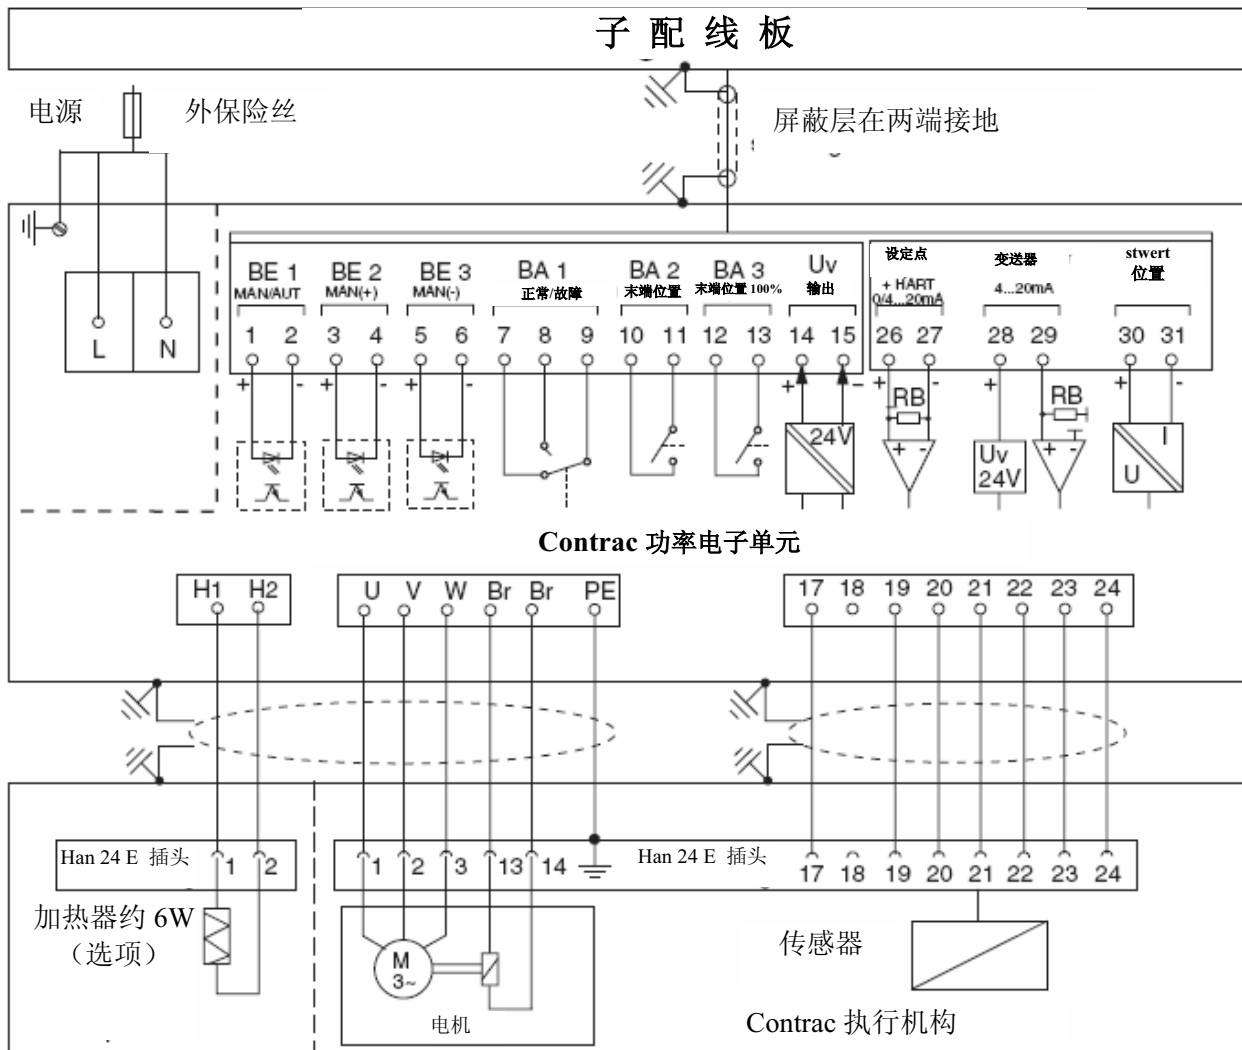 子 配 线 板
电源
外保险丝
屏蔽层在两端接地
L
N
BE 1
BE 2
BE 3
BA 1
BA 2
BA 3
Uv
设定点
变送器
stwert
MAN/AUT
MAN(+)
MAN(-)
正常/故障
末端位置
末端位置 100%
输出
+ HART
0/4...20mA
4...20mA
位置
1 2 3 4 5 6 7 8 9 10 11 12 13 14 15 26 27 28 29 30 31
+ - + - + - + - + - + + -
RB
RB
24V
+ -
Uv
24V
+ -
I
U
Contrac 功率电子单元
H1 H2
U V W Br Br PE
17 18 19 20 21 22 23 24
Han 24 E 插头
1 2
1 2 3 13 14
Han 24 E 插头
17 18 19 20 21 22 23 24
加热器约 6W
（选项）
M
3~
电机
传感器
Contrac 执行机构